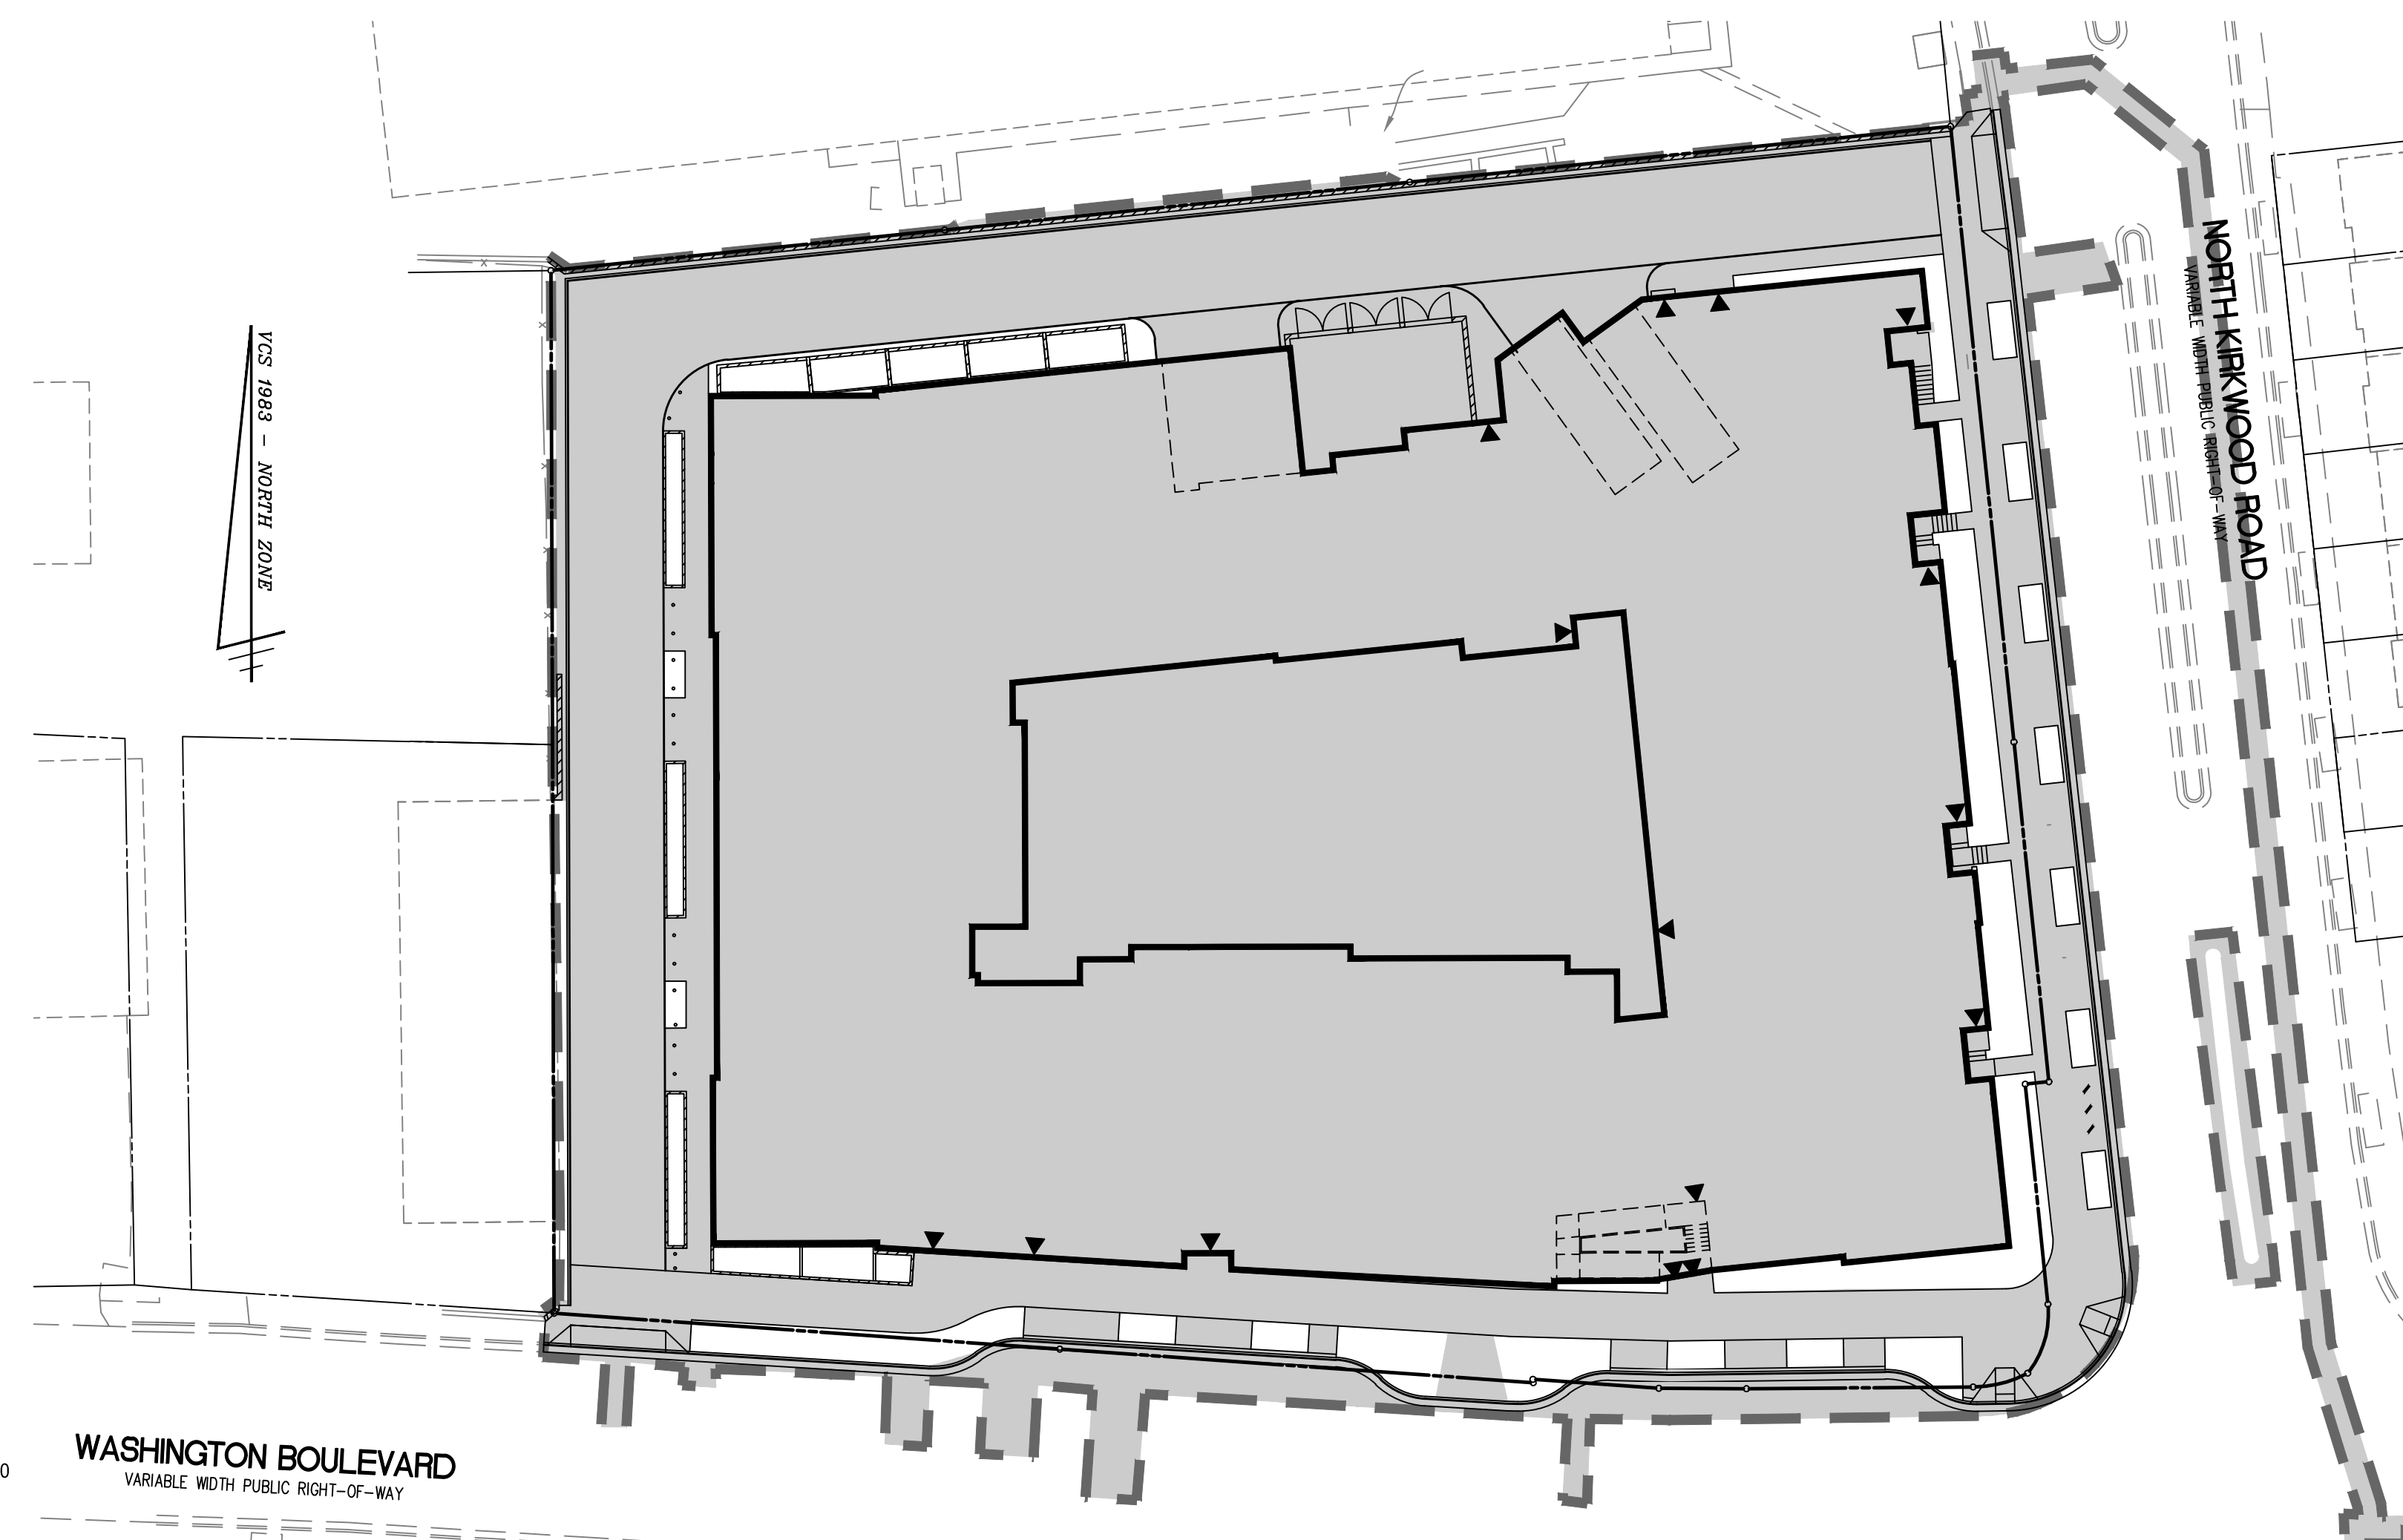 NORTH KIRKWOOD ROAD
VARIABLE WIDTH PUBLIC RIGHT-OF-WAY
VCS 1983 - NORTH ZONE
x
x
x
x
x
x
WASHINGTON BOULEVARD
VARIABLE WIDTH PUBLIC RIGHT-OF-WAY
0